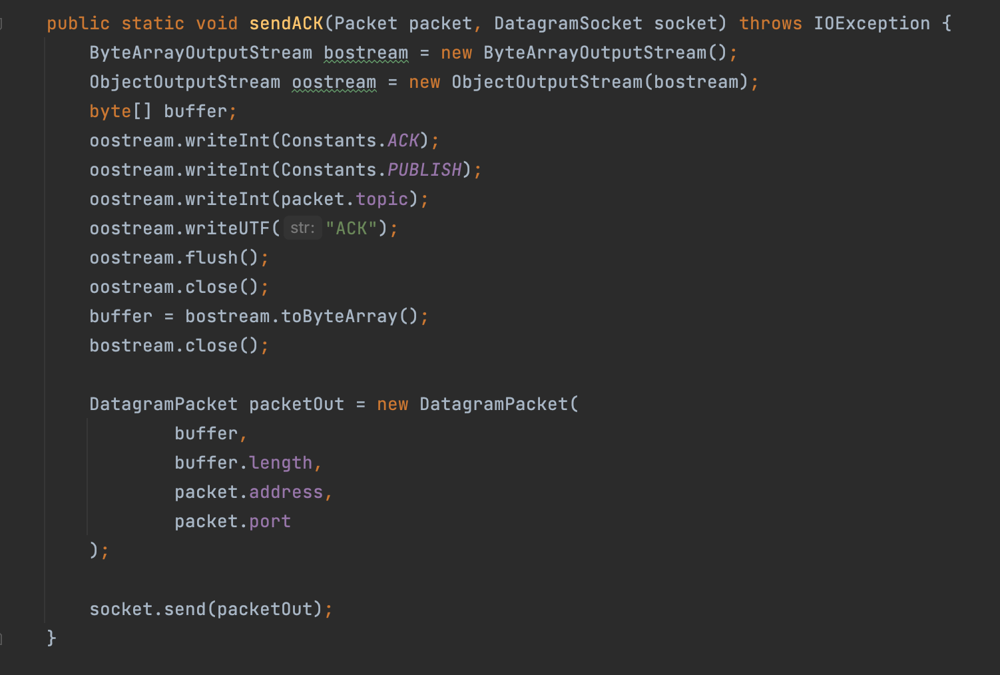 public static void sendACK(Packet packet, DatagramSocket socket) throws IOException {
ByteArrayOutputStream bostream = new ByteArrayOutputStream();
ObjectOutputStream oostream = new ObjectOutputStream(bostream);
byte[] buffer;
oostream.writeInt(Constants.ACK);
oostream.writeInt(Constants.PUBLISH);
oostream.writeInt(packet.topic);
oostream.writeUTF( str: "ACK");
oostream.flush();
oostream.close();
buffer = bostream.toByteArray();
bostream.close();
DatagramPacket packetOut = new DatagramPacket(
buffer,
buffer.length,
packet.address,
packet.port
);
socket.send(packetOut);
}